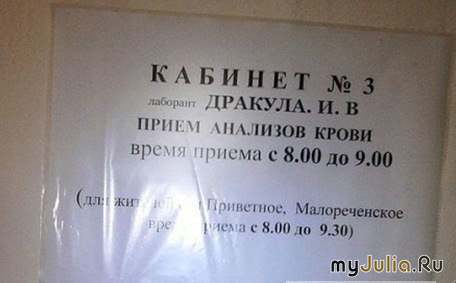 КАБИНЕТ № 3
лаборант ДРАКУЛА. И. В
ПРИЕМ АНАЛИЗОВ КРОВИ
время приема с 8.00 до 9.00
(для Приветное, Малореченское
приема с 8.00 до 9.30)
myJulia.Ru